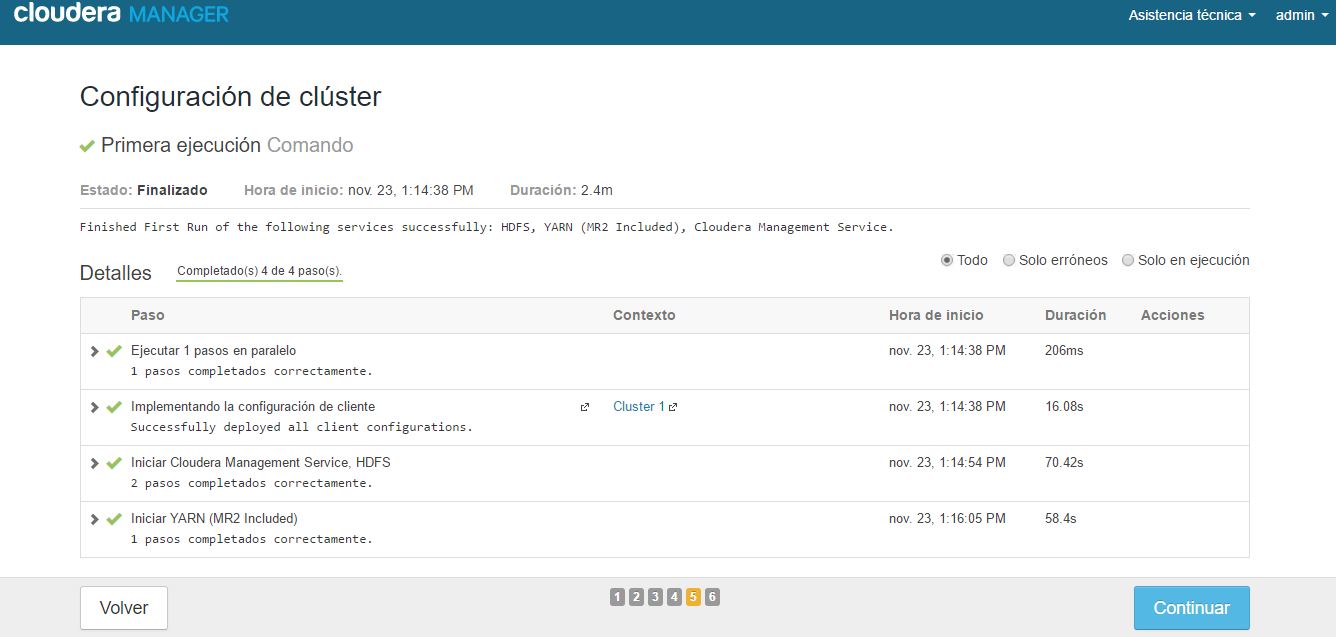 cloudera MANAGER
Asistencia técnica admin
Configuración de clúster
Primera ejecución Comando
Estado: Finalizado Hora de inicio: nov. 23, 1:14:38 PM Duración: 2.4m
Finished First Run of the following services successfully: HDFS, YARN (MR2 Included), Cloudera Management Service.
Detalles Completado(s) 4 de 4 paso(s). Todo Solo erróneos Solo en ejecución
Paso Contexto Hora de inicio Duración Acciones
Ejecutar 1 pasos en paralelo nov. 23, 1:14:38 PM 206ms
1 pasos completados correctamente.
Implementando la configuración de cliente Cluster 1 nov. 23, 1:14:38 PM 16.08s
Successfully deployed all client configurations.
Iniciar Cloudera Management Service, HDFS nov. 23, 1:14:54 PM 70.42s
2 pasos completados correctamente.
Iniciar YARN (MR2 Included) nov. 23, 1:16:05 PM 58.4s
1 pasos completados correctamente.
Volver 1 2 3 4 5 6 Continuar